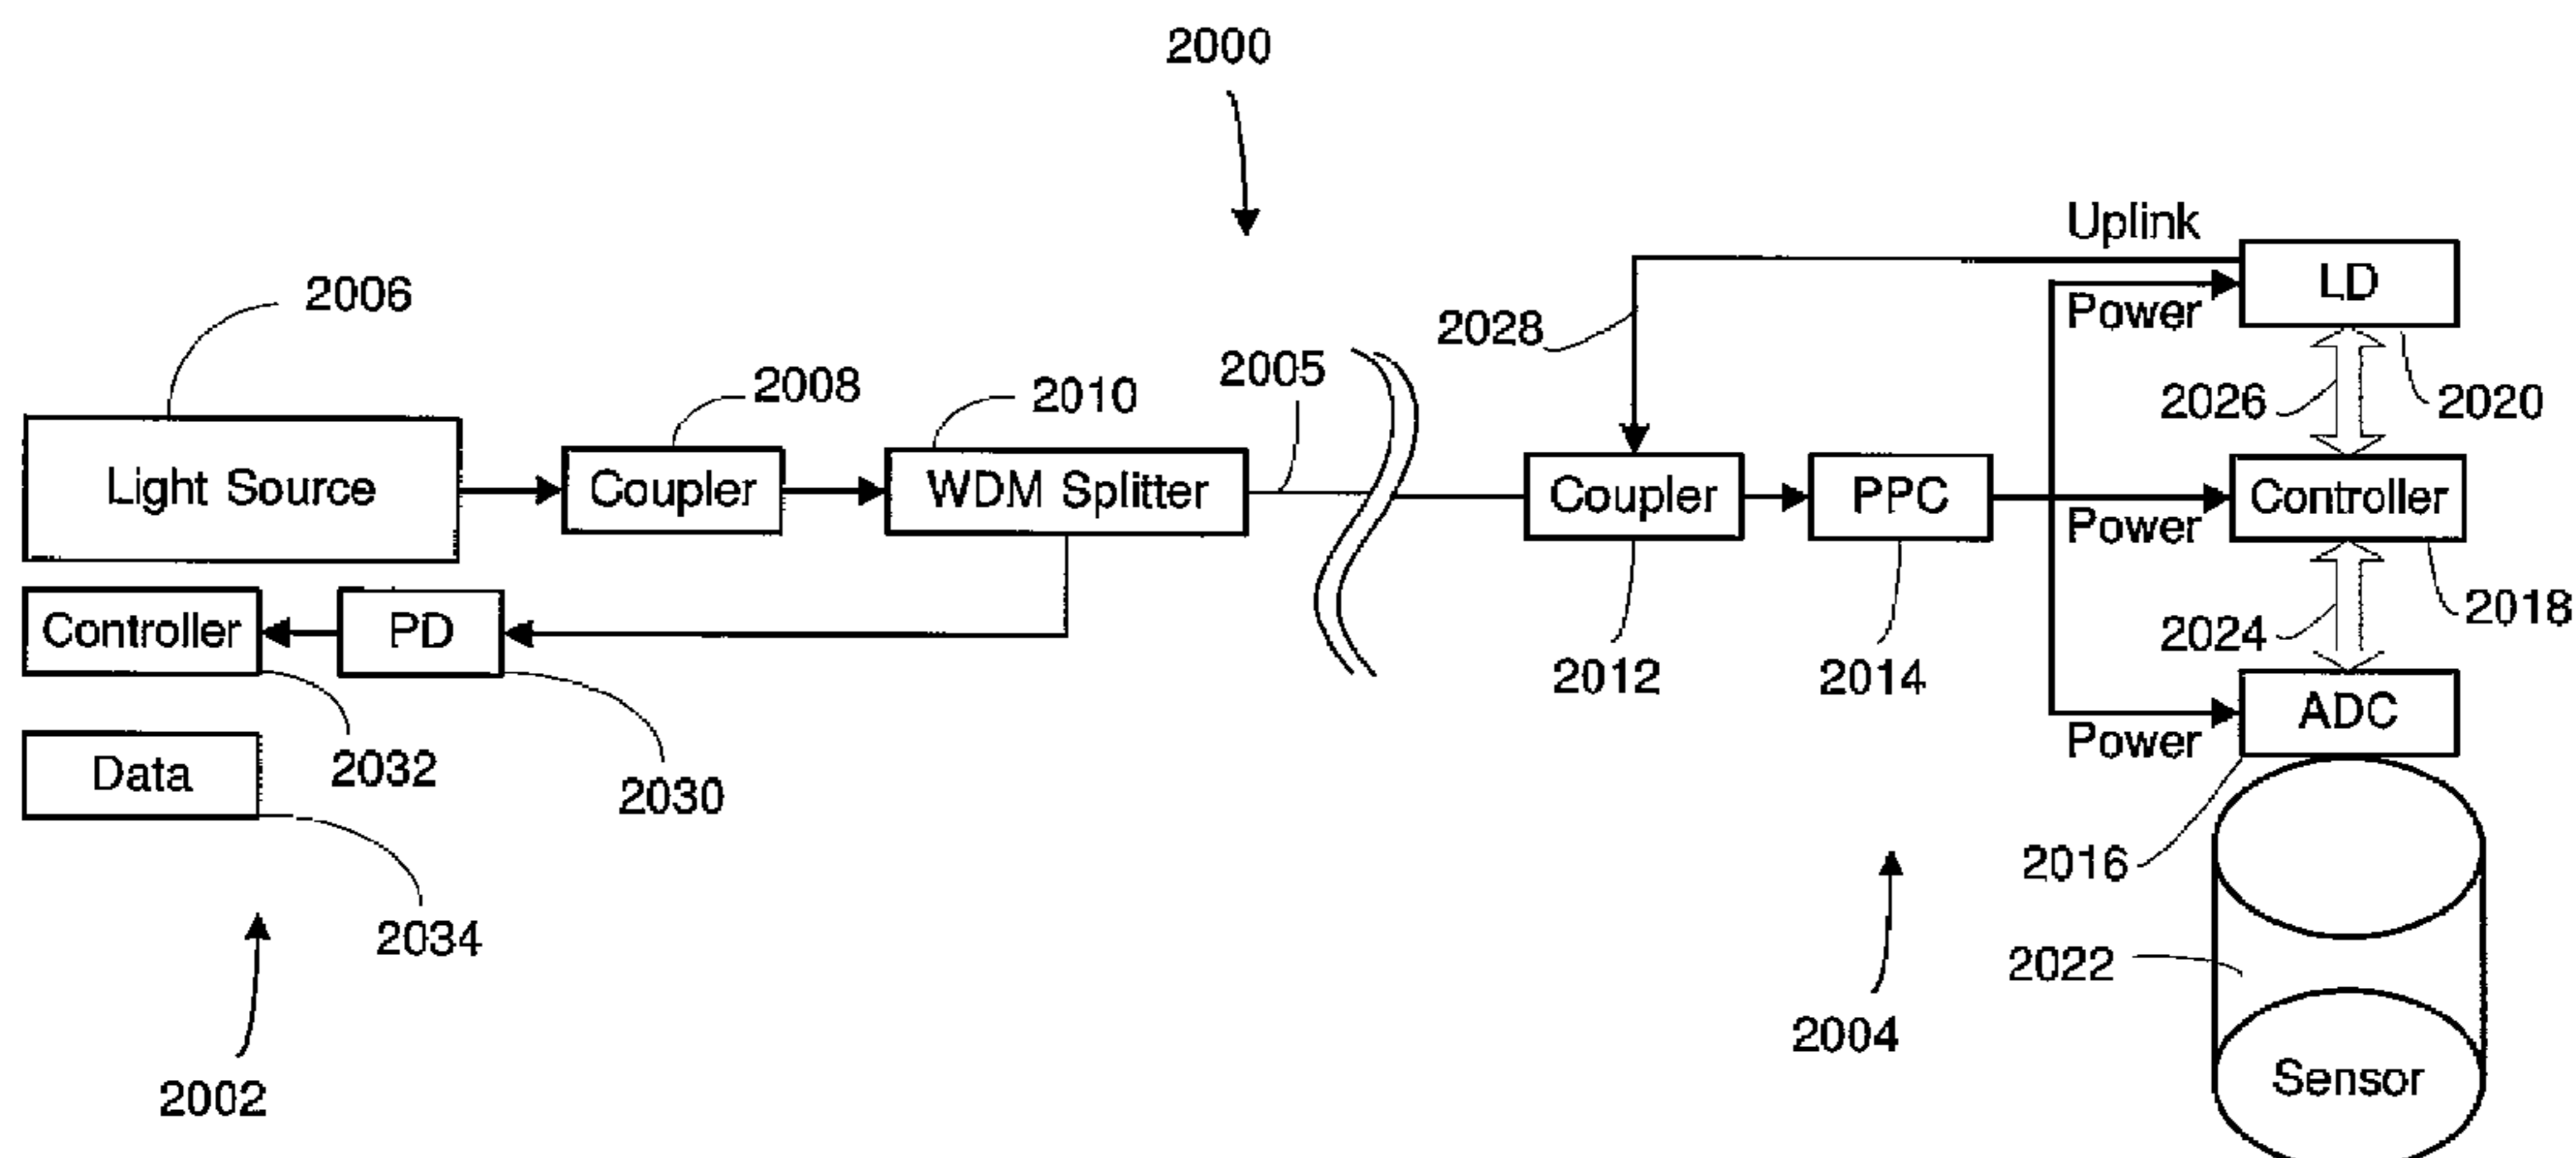 2000
Uplink
LD
2006
Power
2028
2005
2008
2010
2026
2020
Light Source
Coupler
WDM Splitter
Coupler
PPC
Controller
Power
2018
Controller
PD
2024
2012
2014
ADC
Power
Data
2032
2030
2016
2034
2022
2004
2002
Sensor